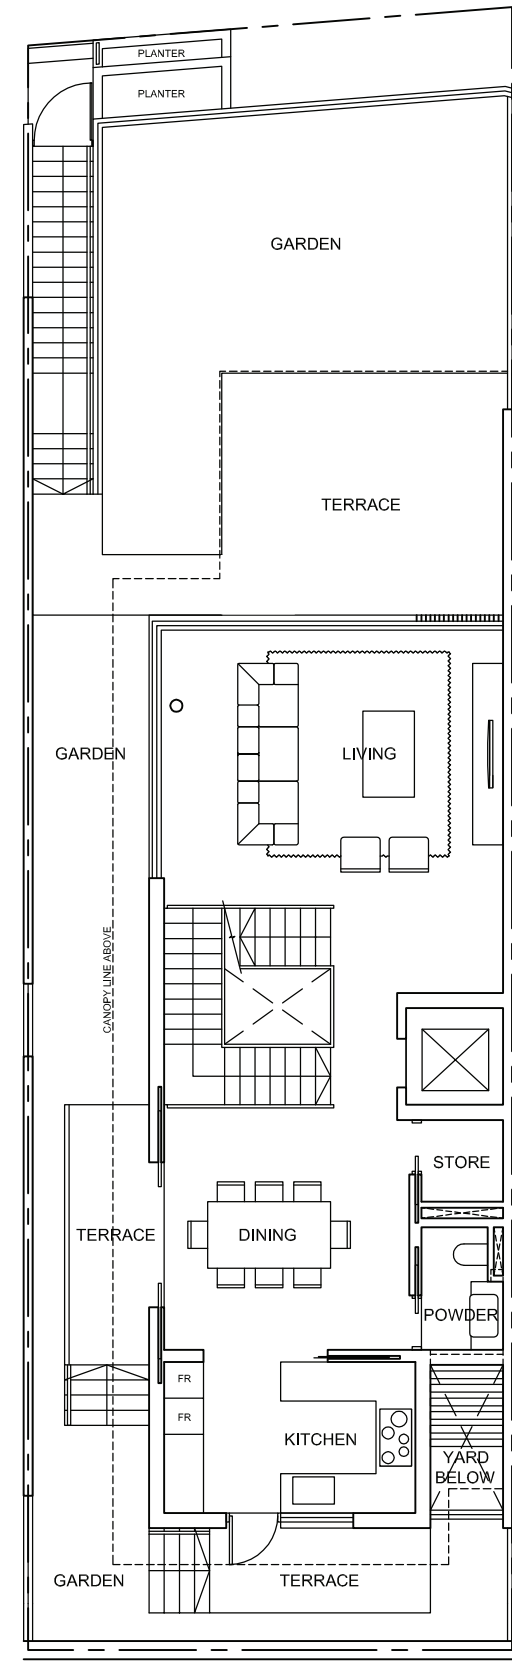 PLANTER
PLANTER
GARDEN
TERRACE
GARDEN
LIVING
CANOPY LINE ABOVE
STORE
TERRACE
DINING
POWDER
FR
FR
KITCHEN
YARD
BELOW
GARDEN
TERRACE